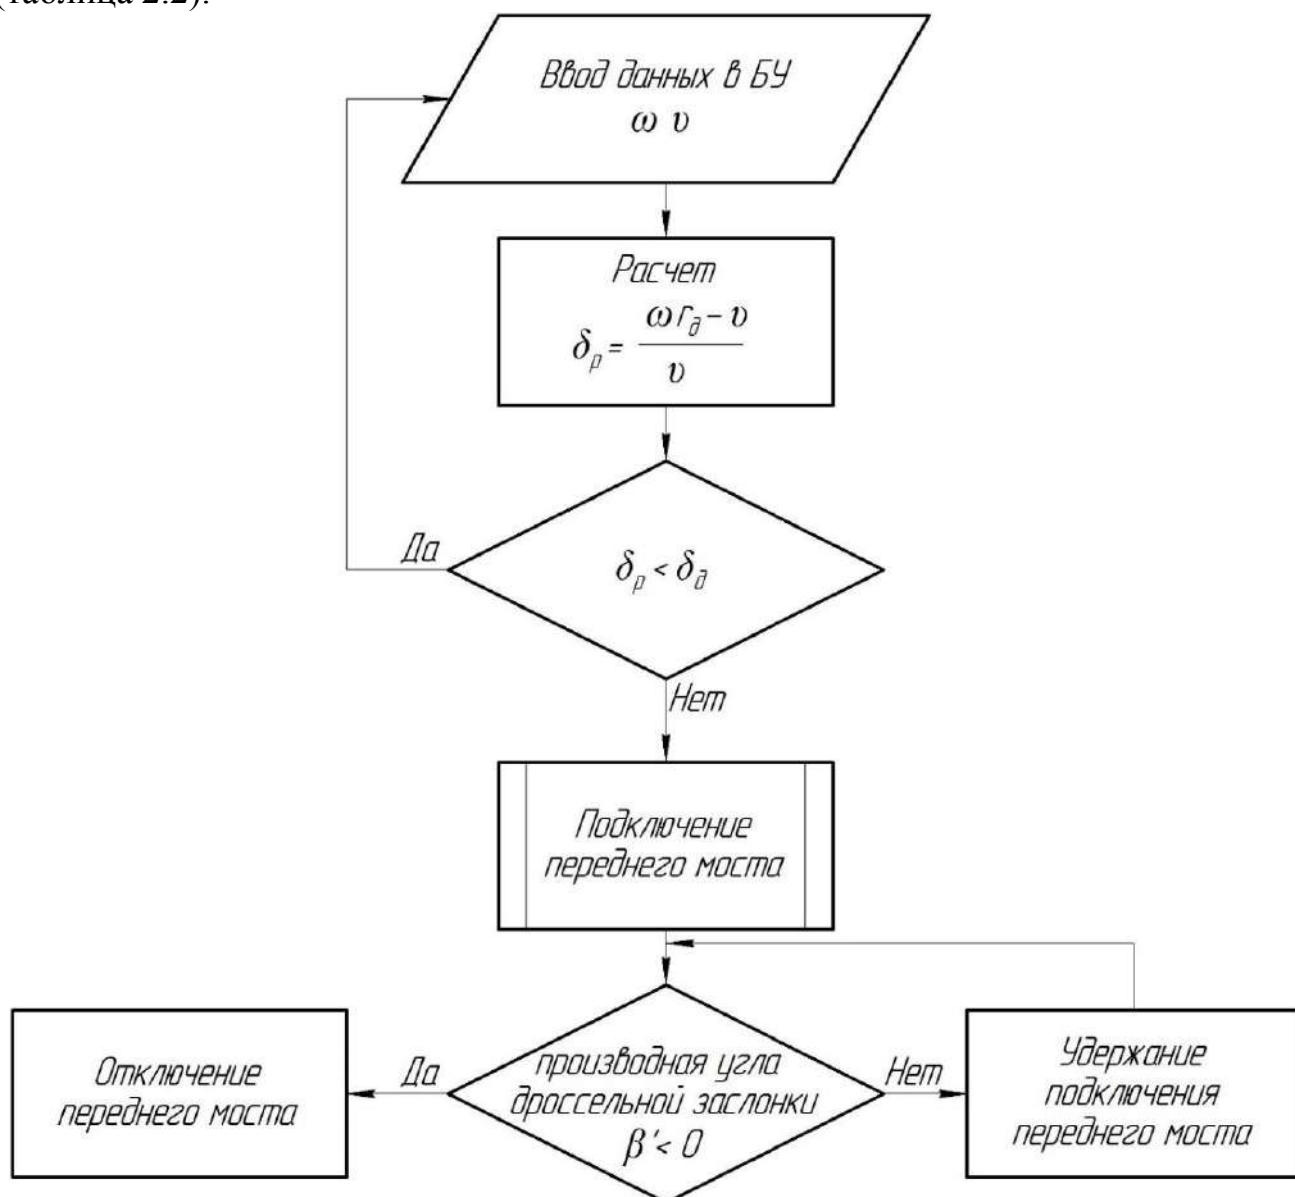 (таблица 2.2).
Ввод данных в БУ
ω υ
Расчет
δр = (ω rд – υ) / υ
Да
δр < δд
Нет
Подключение
переднего моста
Отключение
переднего моста
Да
производная угла
дроссельной заслонки
β′< 0
Нет
Удержание
подключения
переднего моста